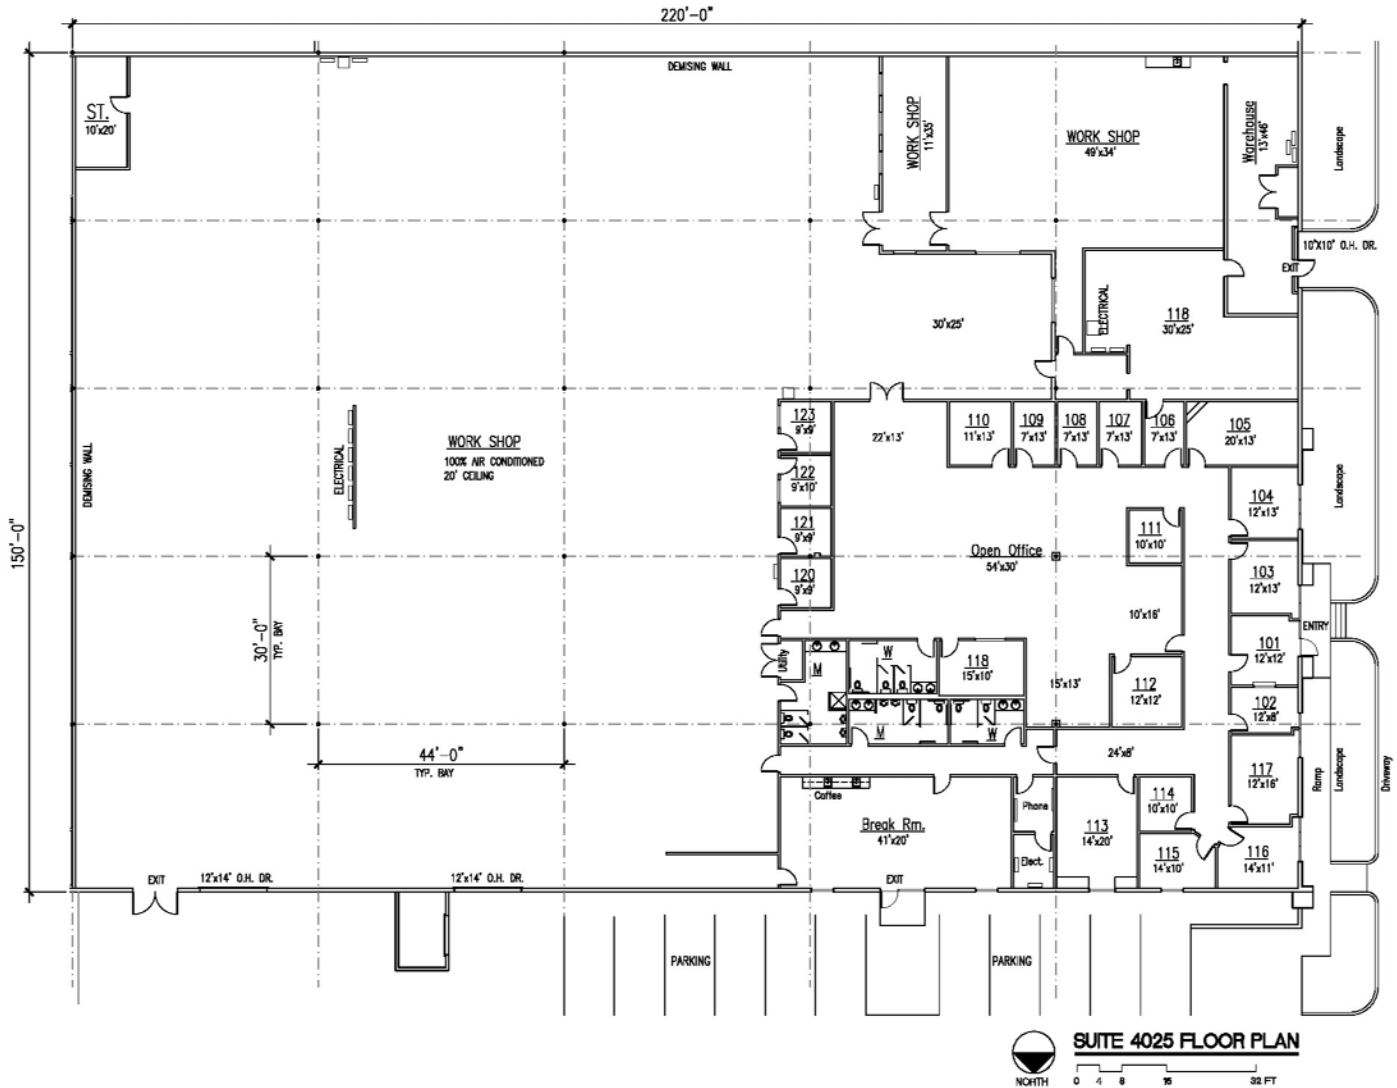 220'-0"
DEMISING WALL
ST.
10'x20'
WORK SHOP
11'x35'
WORK SHOP
49'x34'
Warehouse
13'x46'
Landscape
10'X10' O.H. DR.
EXIT
ELECTRICAL
118
30'x25'
30'x25'
123
9'x9'
22'x13'
110
11'x13'
109
7'x13'
108
7'x13'
107
7'x13'
106
7'x13'
105
20'x13'
DEMISING WALL
ELECTRICAL
WORK SHOP
100% AIR CONDITIONED
20' CEILING
122
9'x10'
104
12'x13'
Landscape
150'-0"
121
9'x9'
111
10'x10'
Open Office
54'x30'
120
9'x9'
103
12'x13'
10'x16'
30'-0"
TYP. BAY
ENTRY
101
12'x12'
Utility
M
W
118
15'x10'
15'x13'
112
12'x12'
102
12'x8'
M
W
44'-0"
TYP. BAY
24'x8'
117
12'x16'
Ramp
Landscape
Driveway
Coffee
Phone
114
10'x10'
Break Rm.
41'x20'
113
14'x20'
Elect.
115
14'x10'
116
14'x11'
EXIT
12'x14' O.H. DR.
12'x14' O.H. DR.
EXIT
PARKING
PARKING
SUITE 4025 FLOOR PLAN
NORTH
0 4 8 16 32 FT